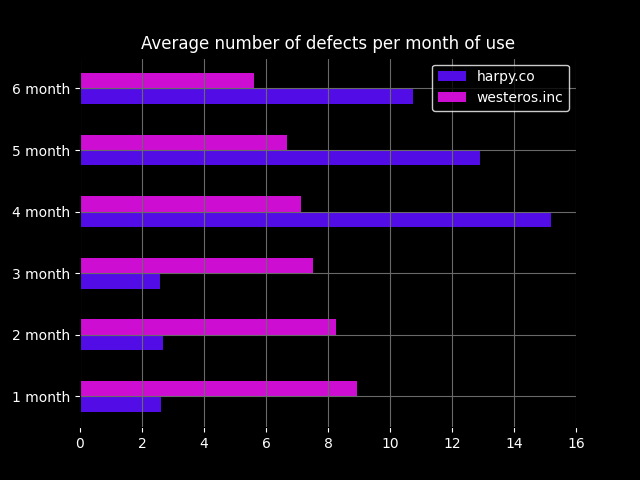 Average number of defects per month of use
harpy.co
westeros.inc
6 month
5 month
4 month
3 month
2 month
1 month
0 2 4 6 8 10 12 14 16